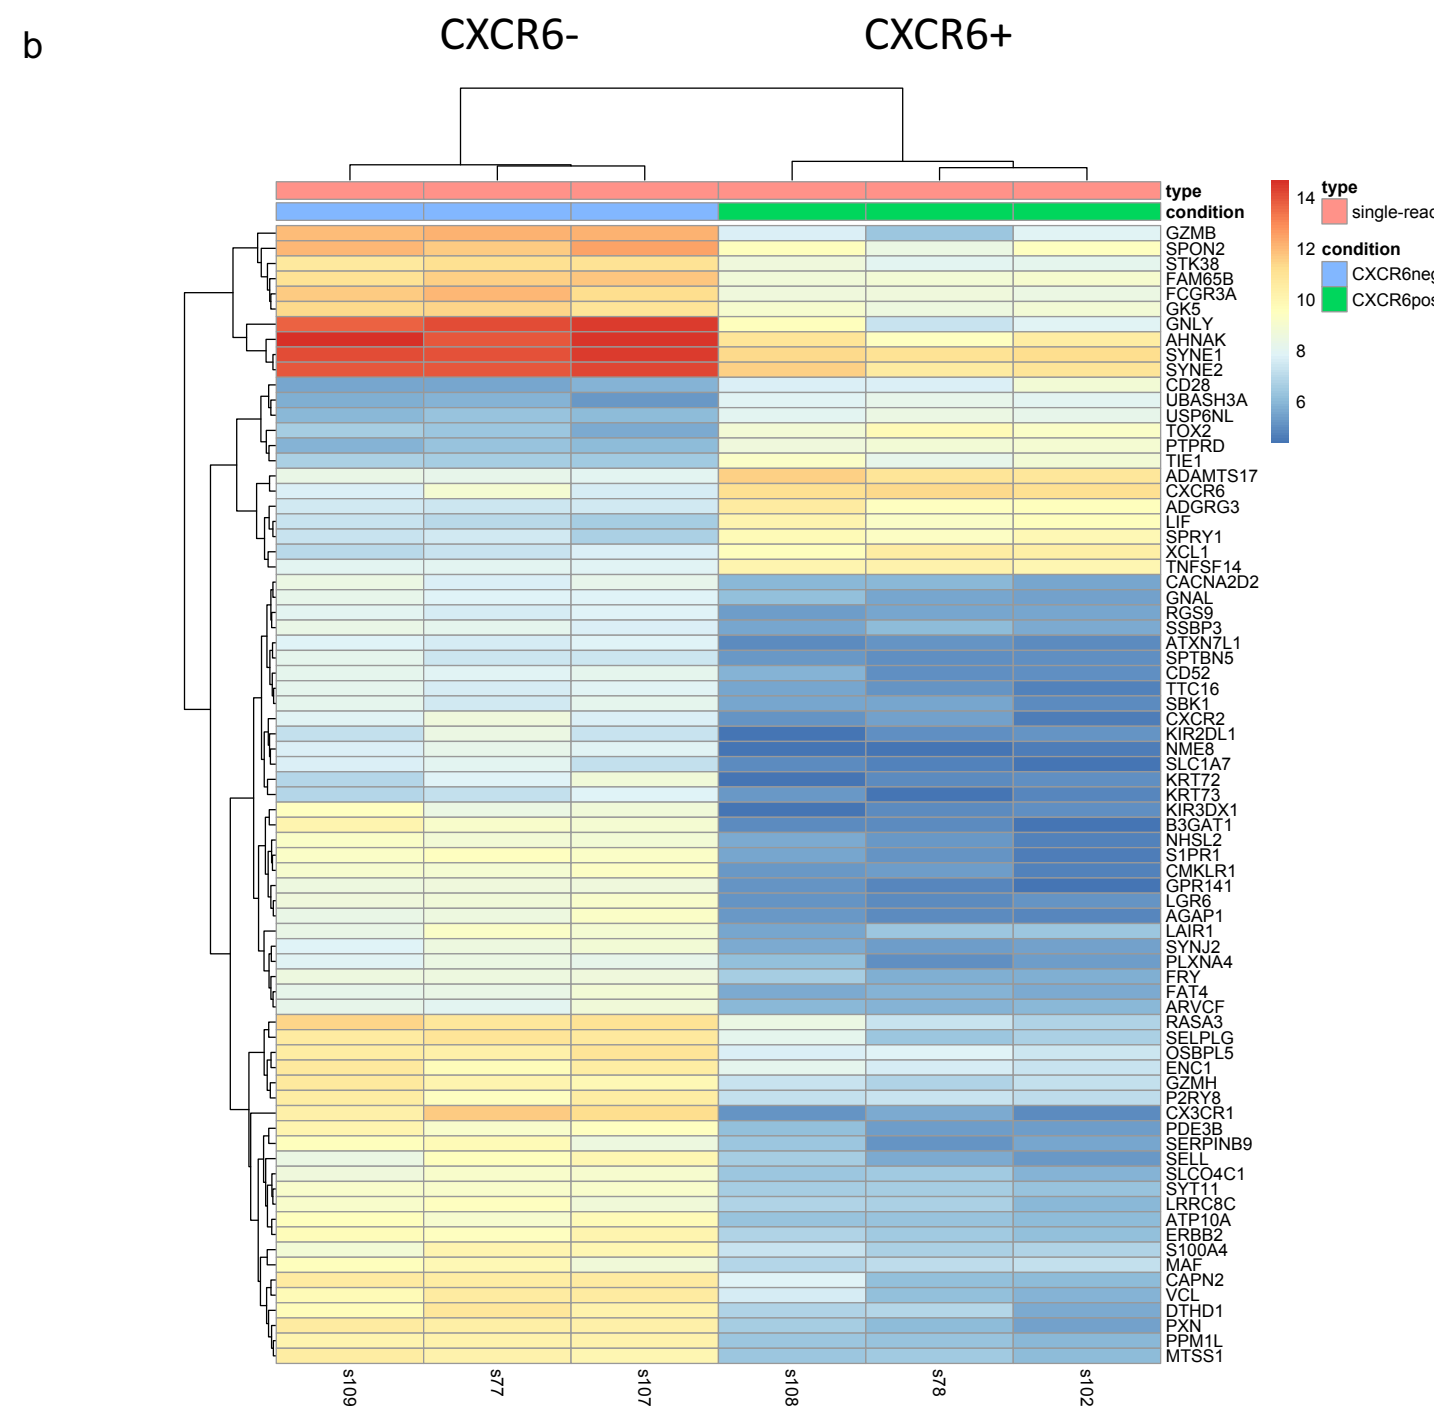 b
CXCR6-
CXCR6+
type
condition
GZMB
SPON2
STK38
FAM65B
FCGR3A
GK5
GNLY
AHNAK
SYNE1
SYNE2
CD28
UBASH3A
USP6NL
TOX2
PTPRD
TIE1
ADAMTS17
CXCR6
ADGRG3
LIF
SPRY1
XCL1
TNFSF14
CACNA2D2
GNAL
RGS9
SSBP3
ATXN7L1
SPTBN5
CD52
TTC16
SBK1
CXCR2
KIR2DL1
NME8
SLC1A7
KRT72
KRT73
KIR3DX1
B3GAT1
NHSL2
S1PR1
CMKLR1
GPR141
LGR6
AGAP1
LAIR1
SYNJ2
PLXNA4
FRY
FAT4
ARVCF
RASA3
SELPLG
OSBPL5
ENC1
GZMH
P2RY8
CX3CR1
PDE3B
SERPINB9
SELL
SLCO4C1
SYT11
LRRC8C
ATP10A
ERBB2
S100A4
MAF
CAPN2
VCL
DTHD1
PXN
PPM1L
MTSS1
s109
s77
s107
s108
s78
s102
14
12
10
8
6
type
single-read
condition
CXCR6neg
CXCR6pos